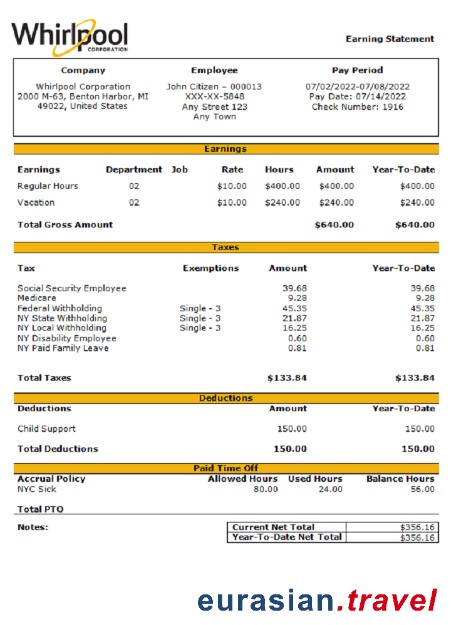 Whirlpool
CORPORATION
Earning Statement
Company Employee Pay Period
Whirlpool Corporation John Citizen – 000013 07/02/2022-07/08/2022
2000 M-63, Benton Harbor, MI XXX-XX-5848 Pay Date: 07/14/2022
49022, United States Any Street 123 Check Number: 1916
Any Town
Earnings
Earnings Department Job Rate Hours Amount Year-To-Date
Regular Hours 02 $10.00 $400.00 $400.00 $400.00
Vacation 02 $10.00 $240.00 $240.00 $240.00
Total Gross Amount $640.00 $640.00
Taxes
Tax Exemptions Amount Year-To-Date
Social Security Employee 39.68 39.68
Medicare 9.28 9.28
Federal Withholding Single - 3 45.35 45.35
NY State Withholding Single - 3 21.87 21.87
NY Local Withholding Single - 3 16.25 16.25
NY Disability Employee 0.60 0.60
NY Paid Family Leave 0.81 0.81
Total Taxes $133.84 $133.84
Deductions
Deductions Amount Year-To-Date
Child Support 150.00 150.00
Total Deductions 150.00 150.00
Paid Time Off
Accrual Policy Allowed Hours Used Hours Balance Hours
NYC Sick 80.00 24.00 56.00
Total PTO
Notes: Current Net Total $356.16
Year-To-Date Net Total $356.16
eurasian.travel